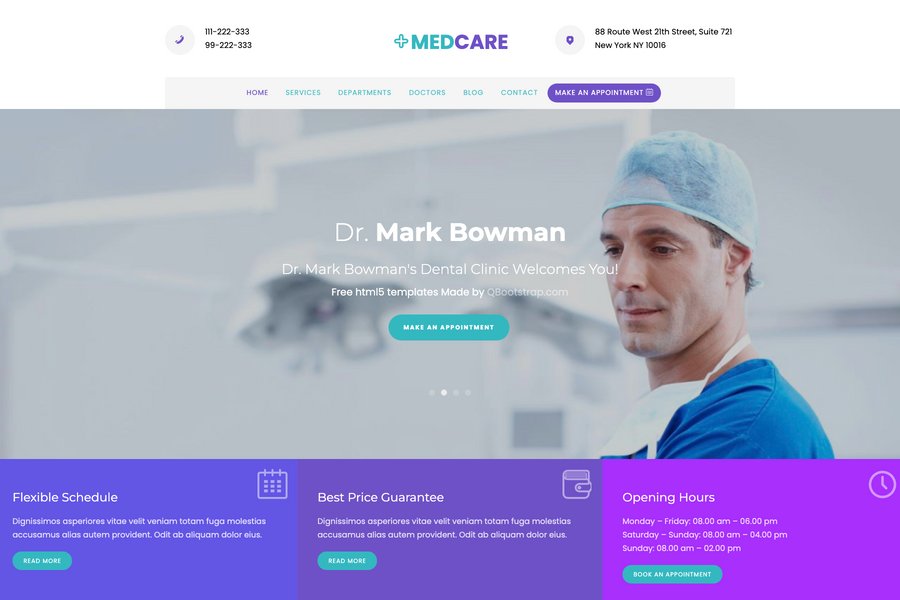 111-222-333
99-222-333
MEDCARE
88 Route West 21th Street, Suite 721
New York NY 10016
HOME SERVICES DEPARTMENTS DOCTORS BLOG CONTACT MAKE AN APPOINTMENT
Dr. Mark Bowman
Dr. Mark Bowman's Dental Clinic Welcomes You!
Free html5 templates Made by QBootstrap.com
MAKE AN APPOINTMENT
Flexible Schedule
Dignissimos asperiores vitae velit veniam totam fuga molestias
accusamus alias autem provident. Odit ab aliquam dolor eius.
READ MORE
Best Price Guarantee
Dignissimos asperiores vitae velit veniam totam fuga molestias
accusamus alias autem provident. Odit ab aliquam dolor eius.
READ MORE
Opening Hours
Monday – Friday: 08.00 am – 06.00 pm
Saturday – Sunday: 08.00 am – 04.00 pm
Sunday: 08.00 am – 02.00 pm
BOOK AN APPOINTMENT